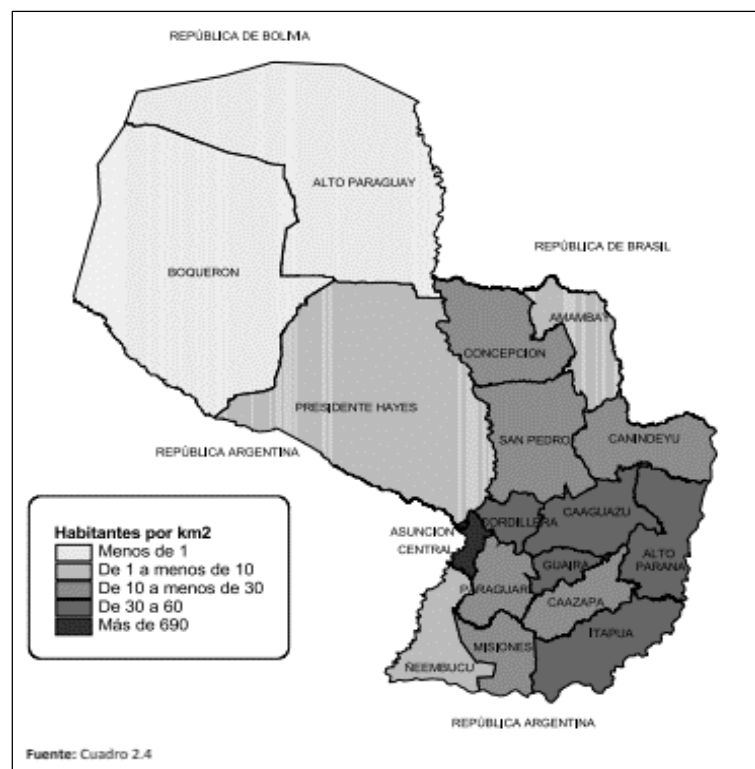 REPÚBLICA DE BOLIVIA
ALTO PARAGUAY
REPÚBLICA DE BRASIL
BOQUERON
AMAMBAY
CONCEPCION
PRESIDENTE HAYES
SAN PEDRO
CANINDEYU
REPÚBLICA ARGENTINA
Habitantes por km2
Menos de 1
De 1 a menos de 10
De 10 a menos de 30
De 30 a 60
Más de 690
ASUNCION
CENTRAL
CORDILLERA
CAAGUAZU
ALTO
PARANA
GUAIRA
PARAGUARI
CAAZAPA
ITAPUA
MISIONES
ÑEEMBUCU
REPÚBLICA ARGENTINA
Fuente: Cuadro 2.4